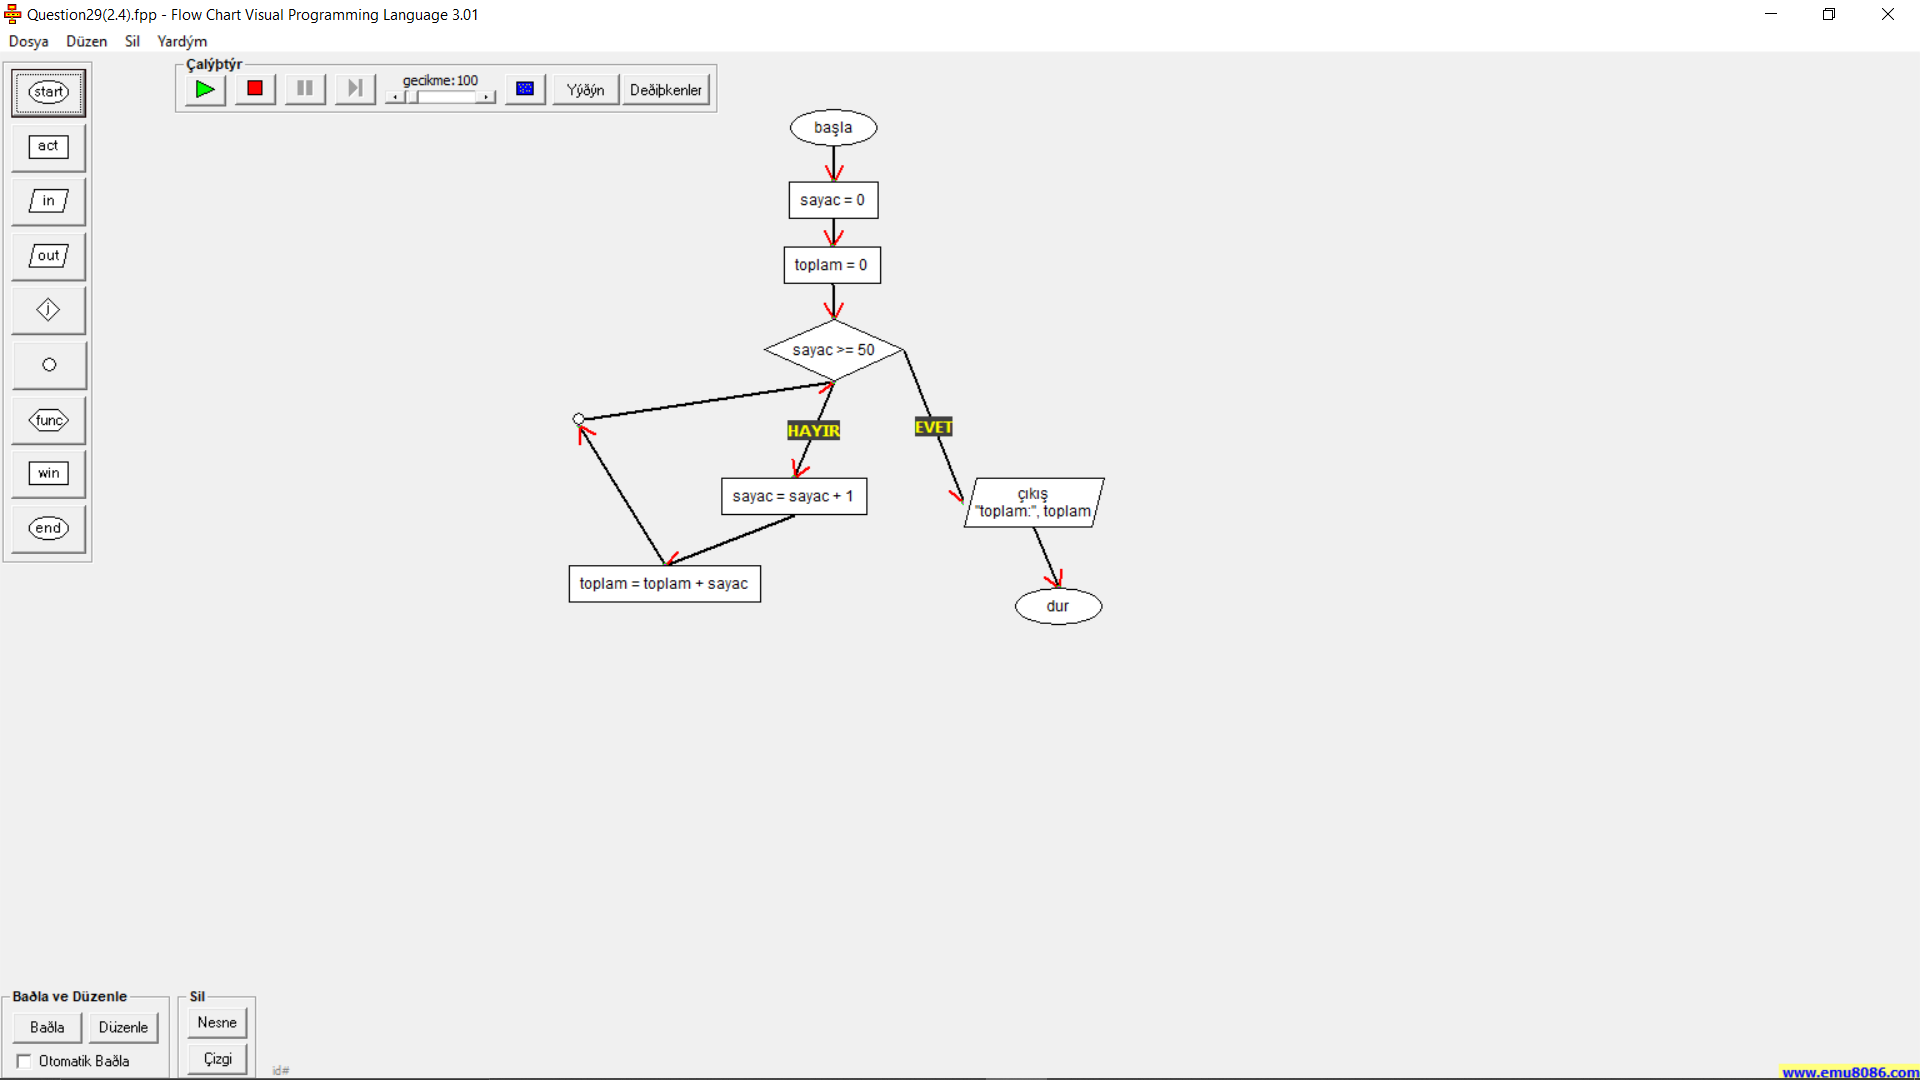 Question29(2.4).fpp - Flow Chart Visual Programming Language 3.01
Dosya Düzen Sil Yardým
Çalýþtýr
gecikme:100
Yýðýn
Deðiþkenler
start
act
in
out
j
func
win
end
başla
sayac = 0
toplam = 0
sayac >= 50
HAYIR
EVET
sayac = sayac + 1
çıkış
"toplam:", toplam
toplam = toplam + sayac
dur
Baðla ve Düzenle
Baðla
Düzenle
Otomatik Baðla
Sil
Nesne
Çizgi
id#
www.emu8086.com